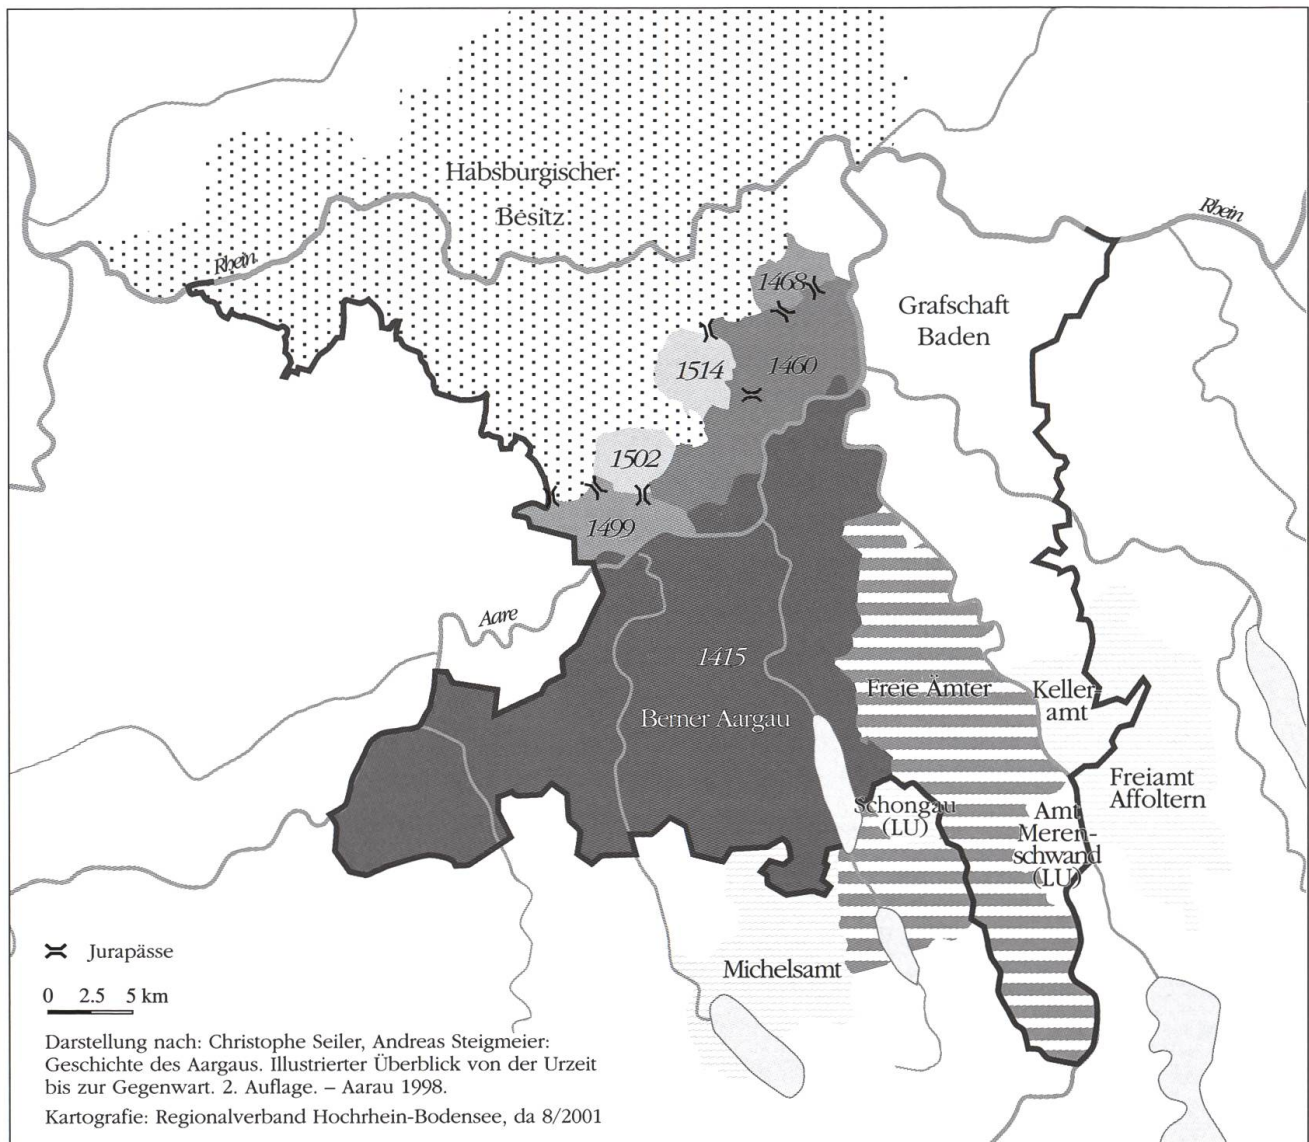 Habsburgischer
Besitz
Rhein
Rhein
1468
Grafschaft
Baden
1514
1460
1502
1499
Aare
1415
Berner Aargau
Freie Ämter
Keller-
amt
Freiamt
Affoltern
Schongau
(LU)
Amt
Meren-
schwand
(LU)
Michelsamt
Jurapässe
0 2.5 5 km
Darstellung nach: Christophe Seiler, Andreas Steigmeier:
Geschichte des Aargaus. Illustrierter Überblick von der Urzeit
bis zur Gegenwart. 2. Auflage. – Aarau 1998.
Kartografie: Regionalverband Hochrhein-Bodensee, da 8/2001